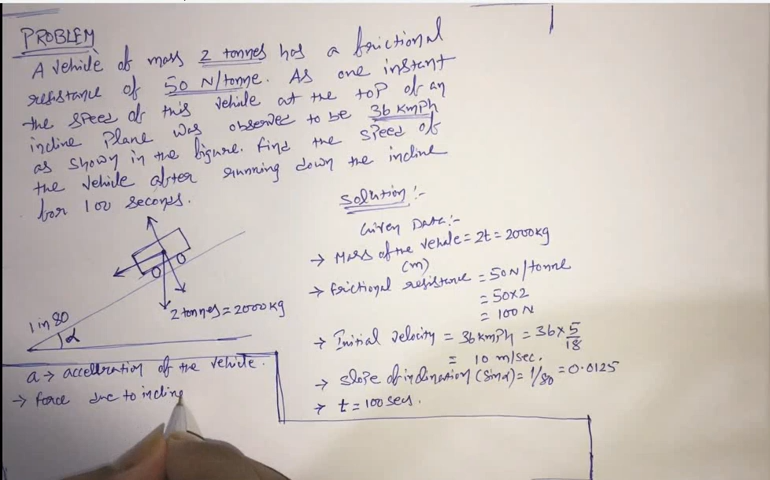 PROBLEM
A vehicle of mass 2 tonnes has a frictional
resistance of 50 N/tonne. As one instant
the speed of this vehicle at the top of an
incline plane was observed to be 36 kmph
as shown in the figure. Find the speed of
the vehicle after running down the incline
for 100 seconds.
1 in 80
α
2 tonnes = 2000 kg
a → acceleration of the vehicle.
→ Force due to incline
Solution:-
Given Data:-
→ Mass of the vehicle = 2t = 2000kg
(m)
→ frictional resistance = 50N/tonne
= 50×2
= 100 N
→ Initial velocity = 36 kmph = 36 × 5/18
= 10 m/sec.
→ slope of inclination (sinα) = 1/80 = 0.0125
→ t = 100 secs.